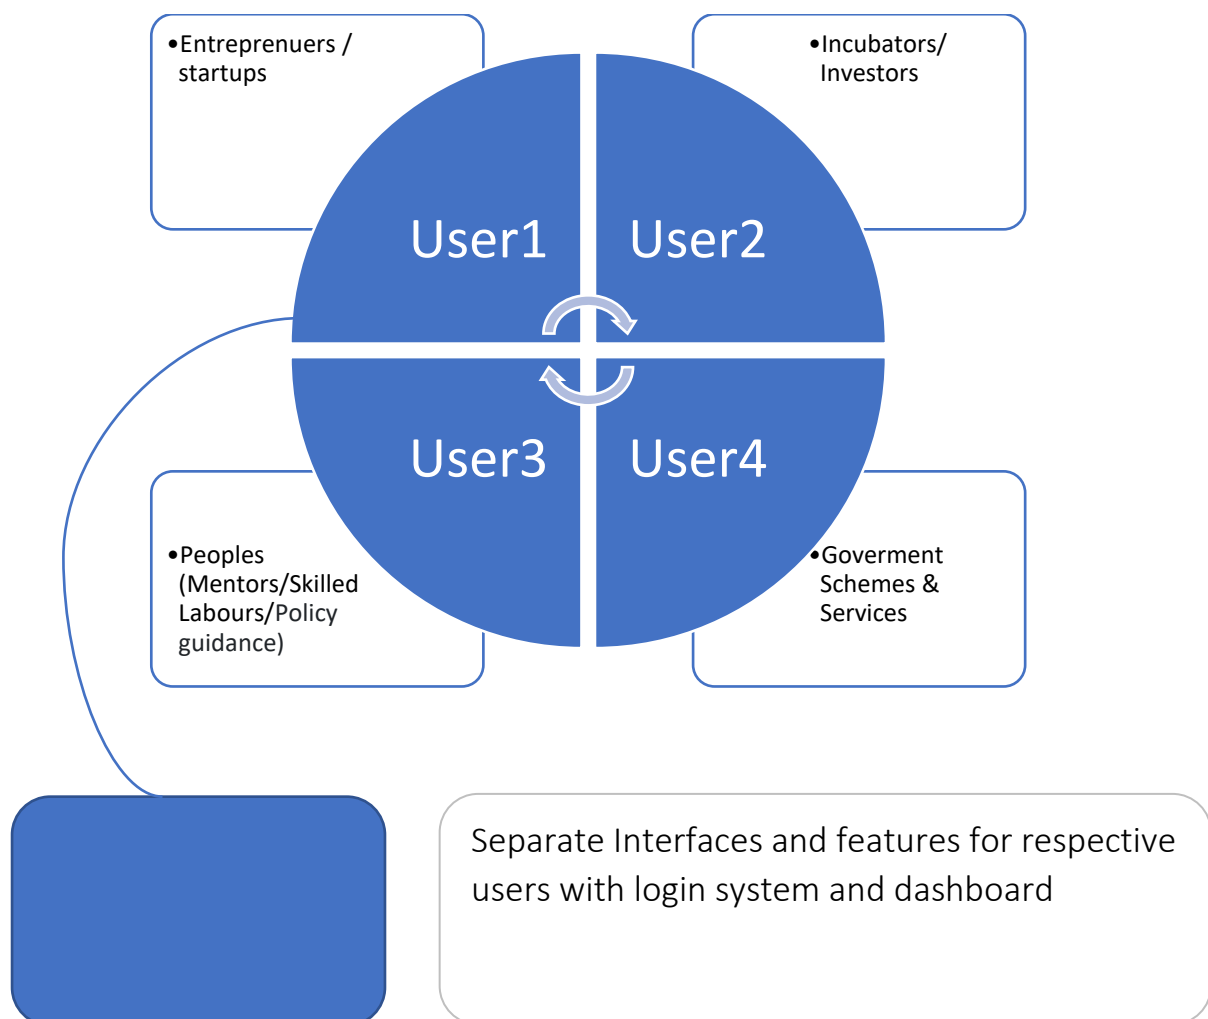 •Entreprenuers /
startups
•Incubators/
Investors
User1
User2
User3
User4
•Peoples
(Mentors/Skilled
Labours/Policy
guidance)
•Goverment
Schemes &
Services
Separate Interfaces and features for respective
users with login system and dashboard